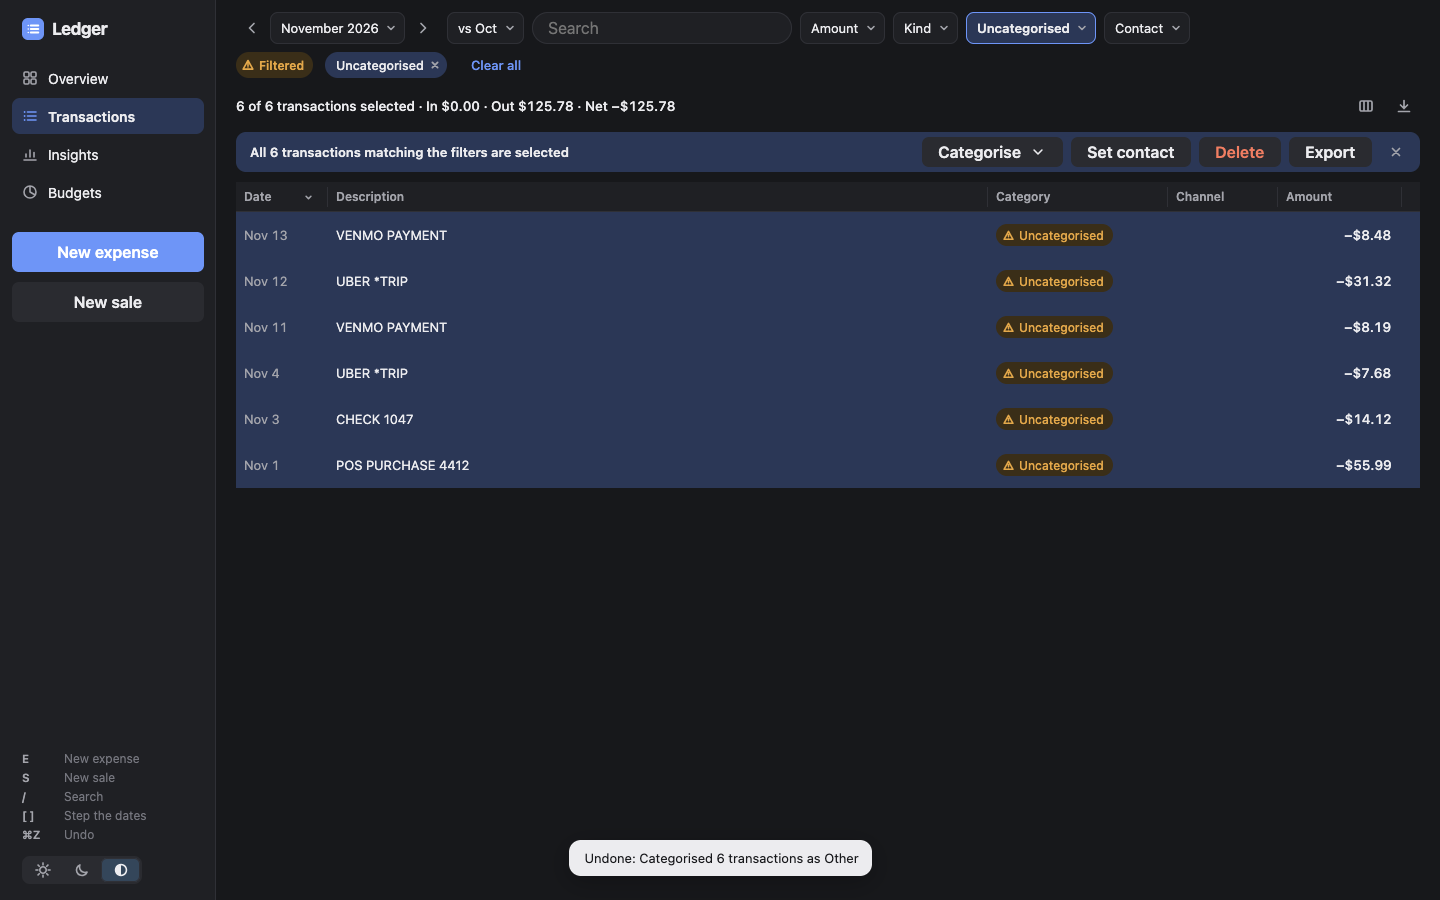 Ledger
Overview
Transactions
Insights
Budgets
New expense
New sale
E New expense
S New sale
/ Search
[ ] Step the dates
⌘Z Undo
November 2026 vs Oct Search Amount Kind Uncategorised Contact
Filtered Uncategorised × Clear all
6 of 6 transactions selected · In $0.00 · Out $125.78 · Net −$125.78
All 6 transactions matching the filters are selected Categorise Set contact Delete Export ×
Date Description Category Channel Amount
Nov 13 VENMO PAYMENT Uncategorised −$8.48
Nov 12 UBER *TRIP Uncategorised −$31.32
Nov 11 VENMO PAYMENT Uncategorised −$8.19
Nov 4 UBER *TRIP Uncategorised −$7.68
Nov 3 CHECK 1047 Uncategorised −$14.12
Nov 1 POS PURCHASE 4412 Uncategorised −$55.99
Undone: Categorised 6 transactions as Other